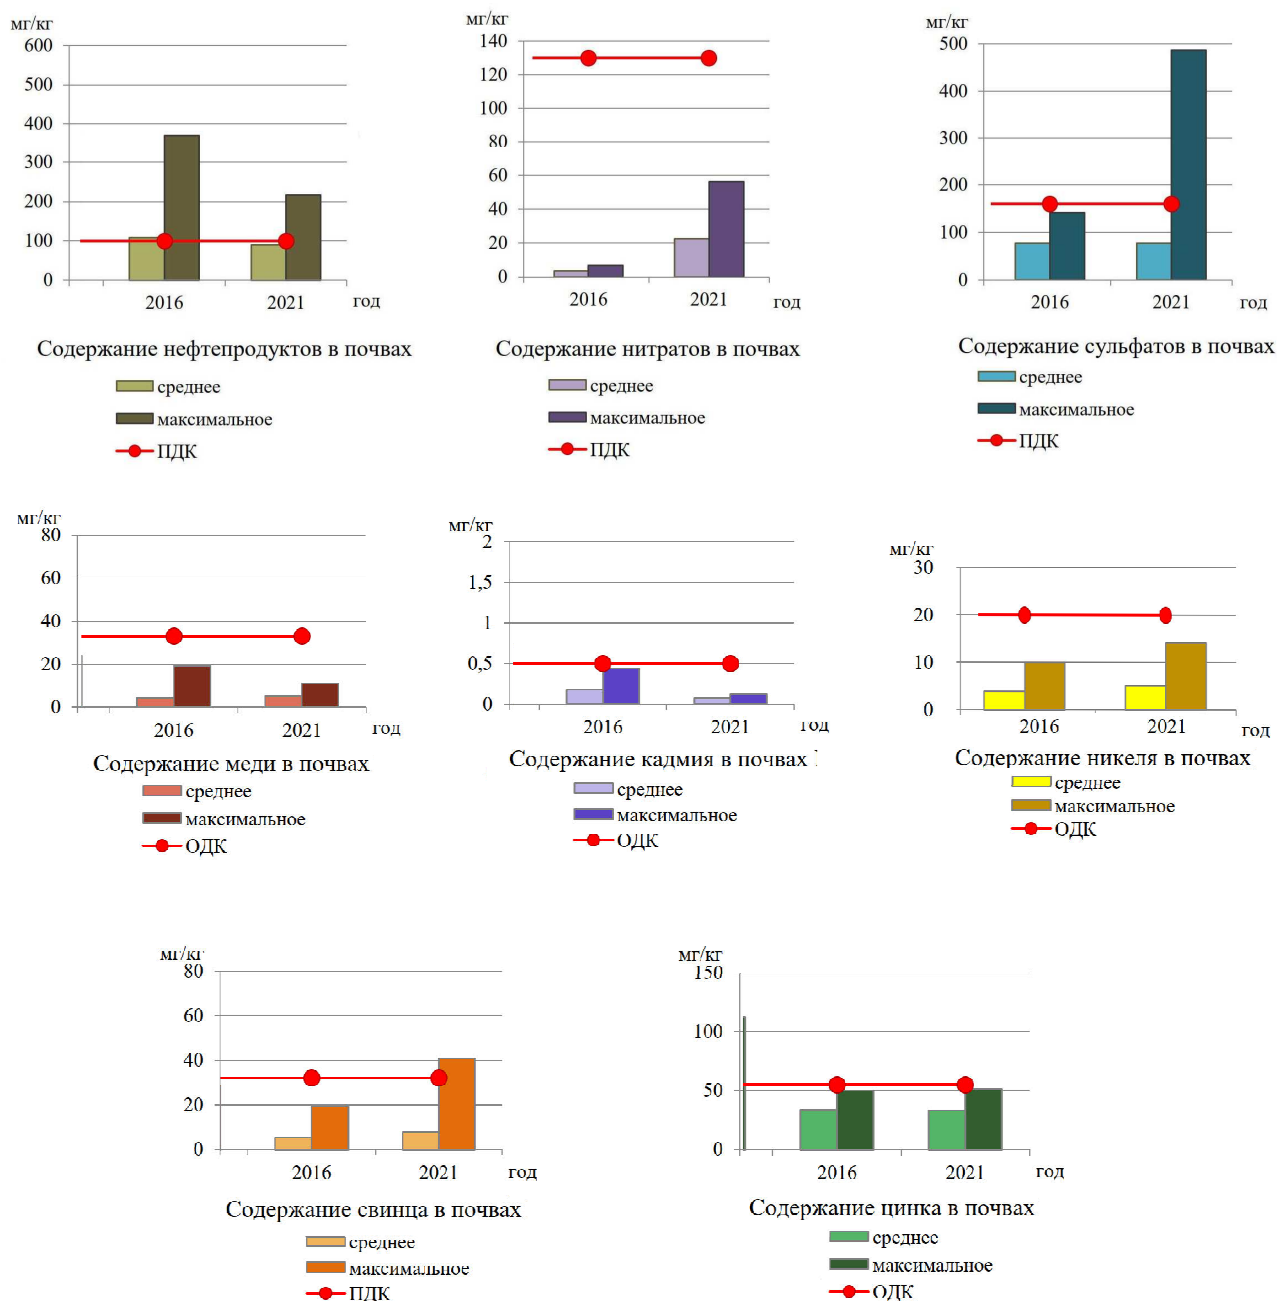 мг/кг
600
500
400
300
200
100
0
2016 2021 год
Содержание нефтепродуктов в почвах
среднее
максимальное
ПДК
мг/кг
140
120
100
80
60
40
20
0
2016 2021 год
Содержание нитратов в почвах
среднее
максимальное
ПДК
мг/кг
500
400
300
200
100
0
2016 2021 год
Содержание сульфатов в почвах
среднее
максимальное
ПДК
мг/кг
80
60
40
20
0
2016 2021 год
Содержание меди в почвах
среднее
максимальное
ОДК
мг/кг
2
1,5
1
0,5
0
2016 2021 год
Содержание кадмия в почвах
среднее
максимальное
ОДК
мг/кг
30
20
10
0
2016 2021 год
Содержание никеля в почвах
среднее
максимальное
ОДК
мг/кг
80
60
40
20
0
2016 2021 год
Содержание свинца в почвах
среднее
максимальное
ПДК
мг/кг
150
100
50
0
2016 2021 год
Содержание цинка в почвах
среднее
максимальное
ОДК